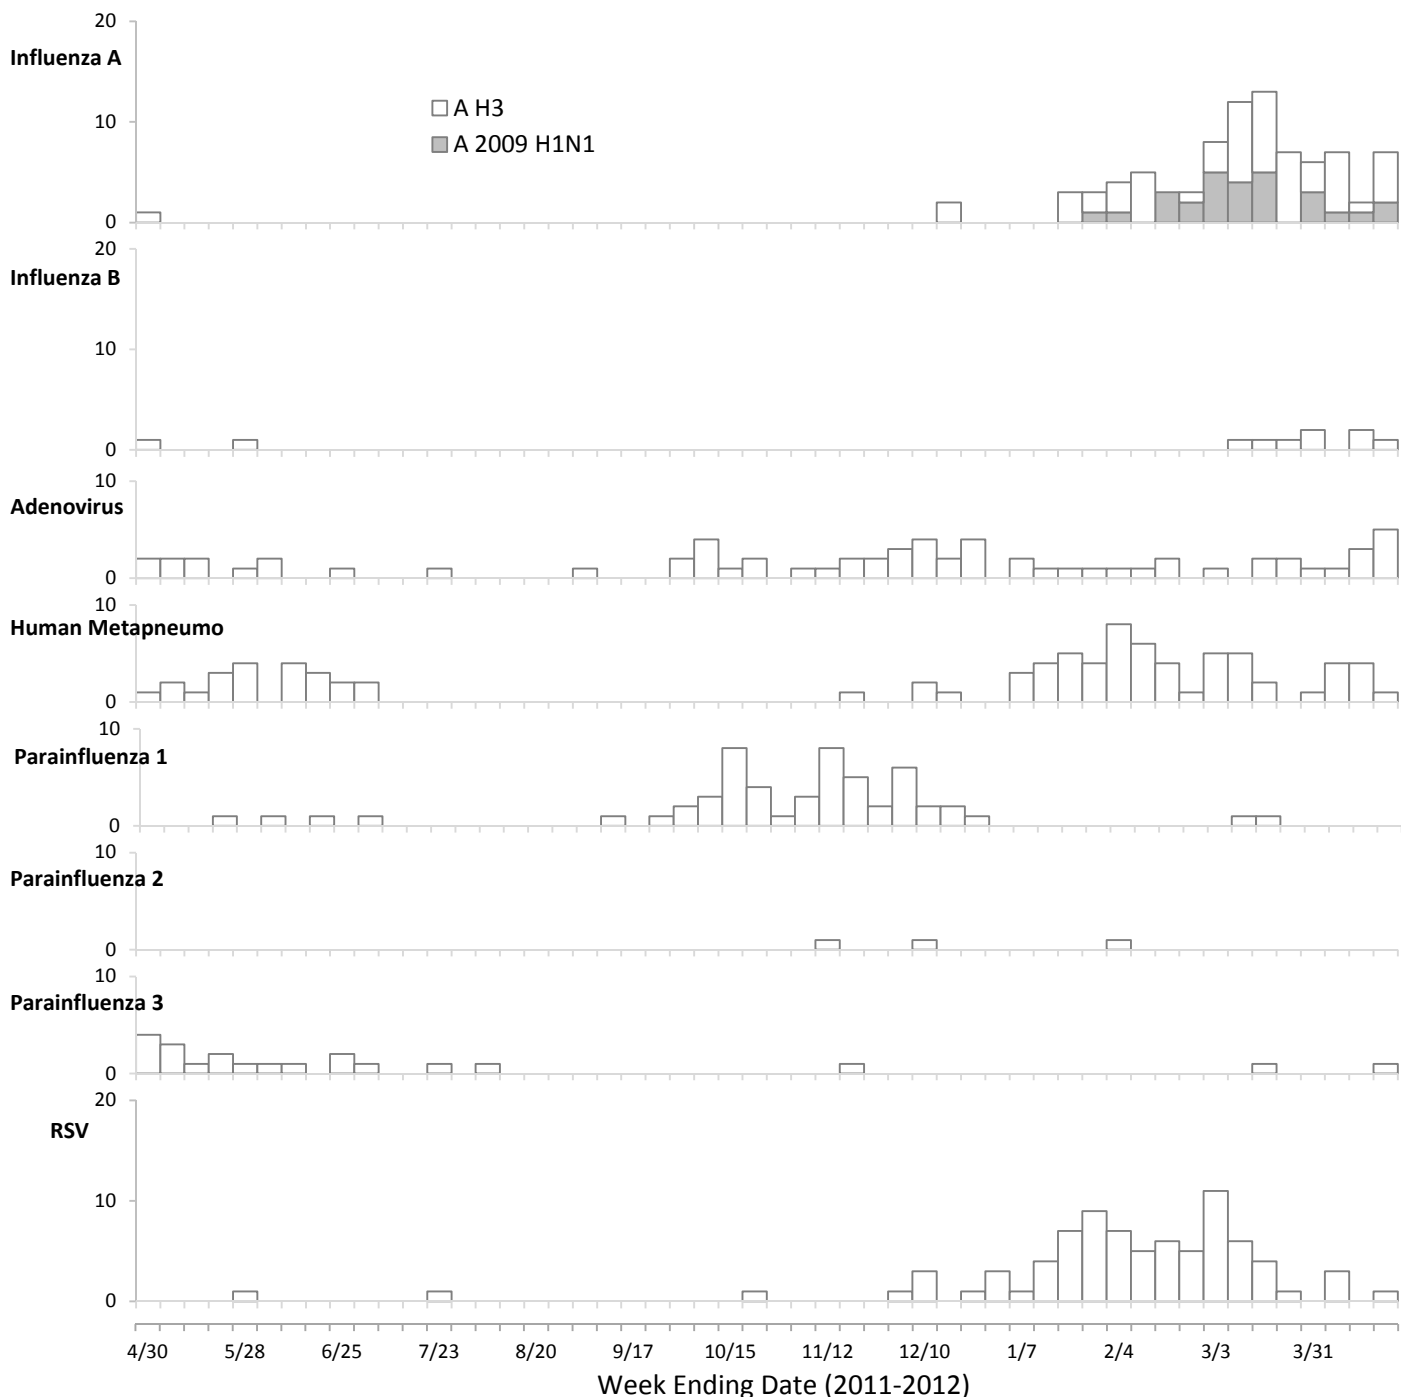 20
Influenza A
A H3
10
A 2009 H1N1
0
20
Influenza B
10
0
10
Adenovirus
0
10
Human Metapneumo
0
10
Parainfluenza 1
0
10
Parainfluenza 2
0
10
Parainfluenza 3
0
20
RSV
10
0
4/30 5/28 6/25 7/23 8/20 9/17 10/15 11/12 12/10 1/7 2/4 3/3 3/31
Week Ending Date (2011-2012)